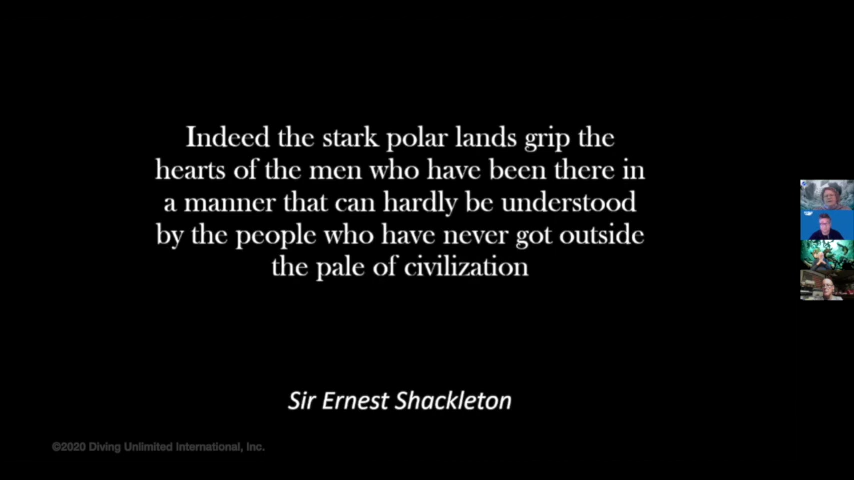 Indeed the stark polar lands grip the
hearts of the men who have been there in
a manner that can hardly be understood
by the people who have never got outside
the pale of civilization
Sir Ernest Shackleton
©2020 Diving Unlimited International, Inc.